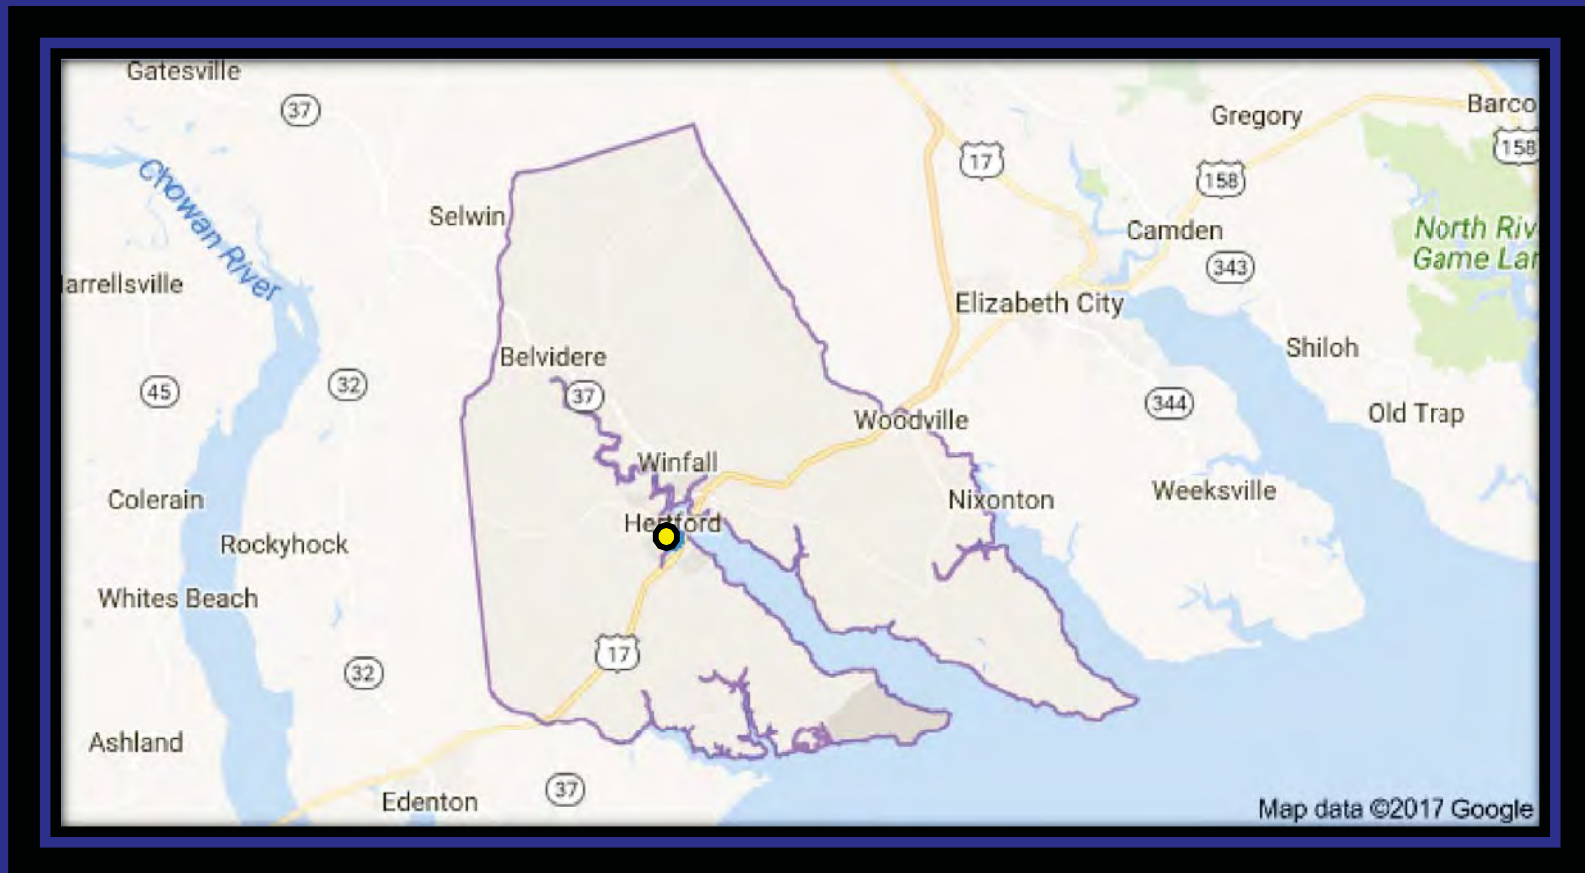 Gatesville
37
Barco
Gregory
158
17
158
Chowan River
Selwin
Camden
North Riv
Game Lar
343
arrellsville
Elizabeth City
Shiloh
Belvidere
45
32
37
344
Old Trap
Woodville
Winfall
Weeksville
Colerain
Nixonton
Hertford
Rockyhock
Whites Beach
17
32
Ashland
37
Edenton
Map data ©2017 Google